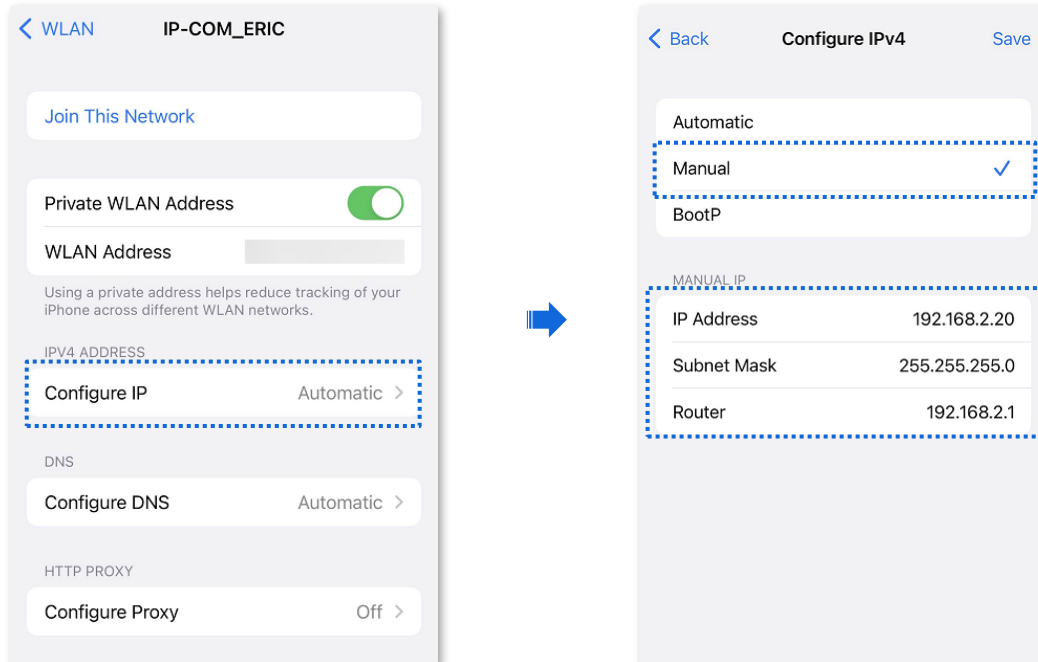 WLAN
IP-COM_ERIC
Join This Network
Private WLAN Address
WLAN Address
Using a private address helps reduce tracking of your
iPhone across different WLAN networks.
IPV4 ADDRESS
Configure IP Automatic
DNS
Configure DNS Automatic
HTTP PROXY
Configure Proxy Off
Back
Configure IPv4
Save
Automatic
Manual
BootP
MANUAL IP
IP Address 192.168.2.20
Subnet Mask 255.255.255.0
Router 192.168.2.1